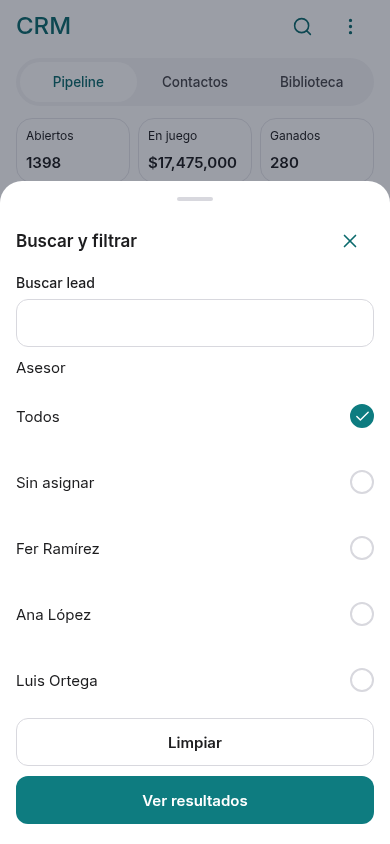 CRM
Pipeline
Contactos
Biblioteca
Abiertos
En juego
Ganados
1398
$17,475,000
280
Buscar y filtrar
Buscar lead
Asesor
Todos
Sin asignar
Fer Ramírez
Ana López
Luis Ortega
Limpiar
Ver resultados